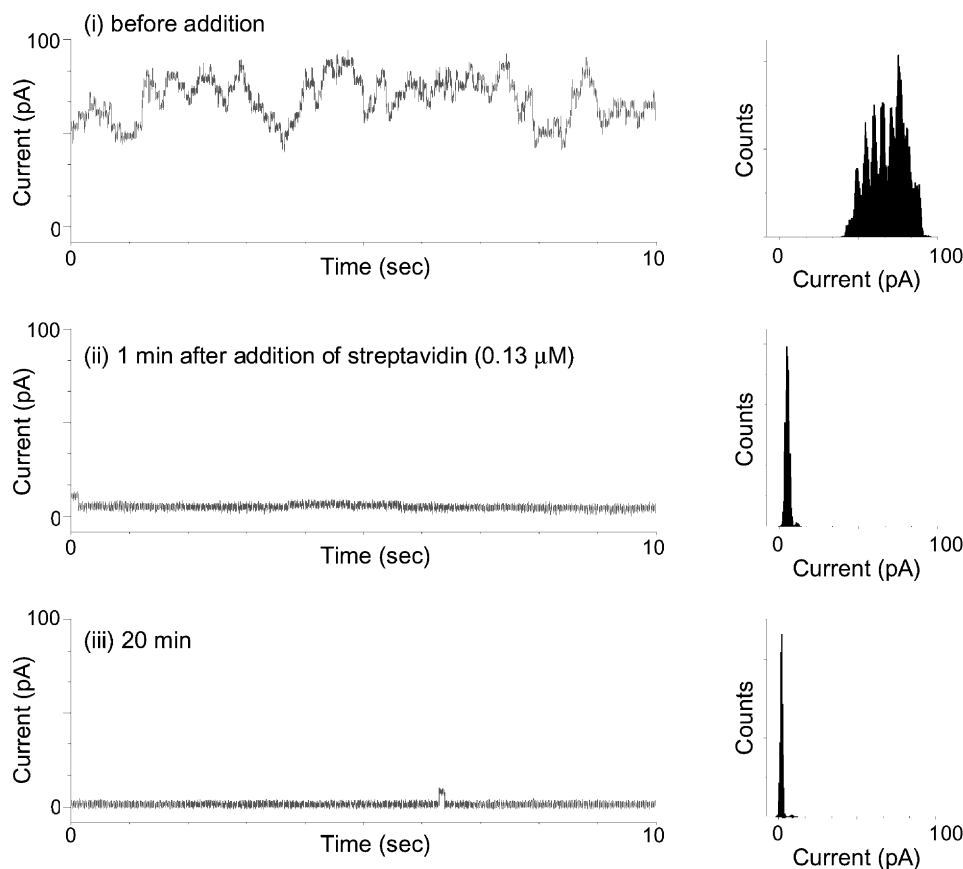 (i) before addition
100
Current (pA)
0
0
Time (sec)
10
Counts
0
100
Current (pA)
100
(ii) 1 min after addition of streptavidin (0.13 μM)
Current (pA)
0
0
Time (sec)
10
Counts
0
100
Current (pA)
100
(iii) 20 min
Current (pA)
0
0
Time (sec)
10
Counts
0
100
Current (pA)